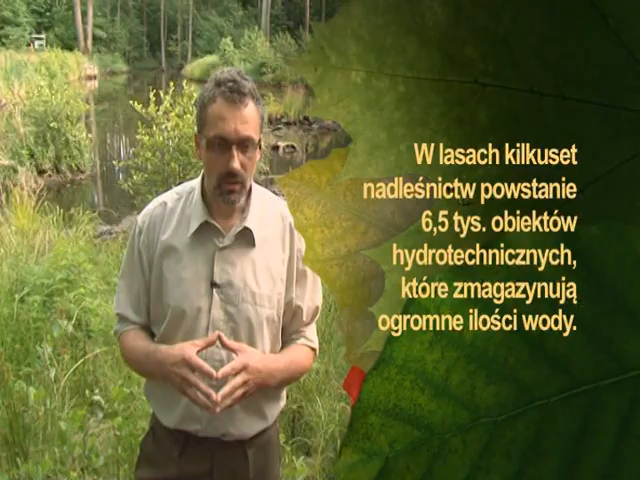 W lasach kilkuset
nadleśnictw powstanie
6,5 tys. obiektów
hydrotechnicznych,
które zmagazynują
ogromne ilości wody.